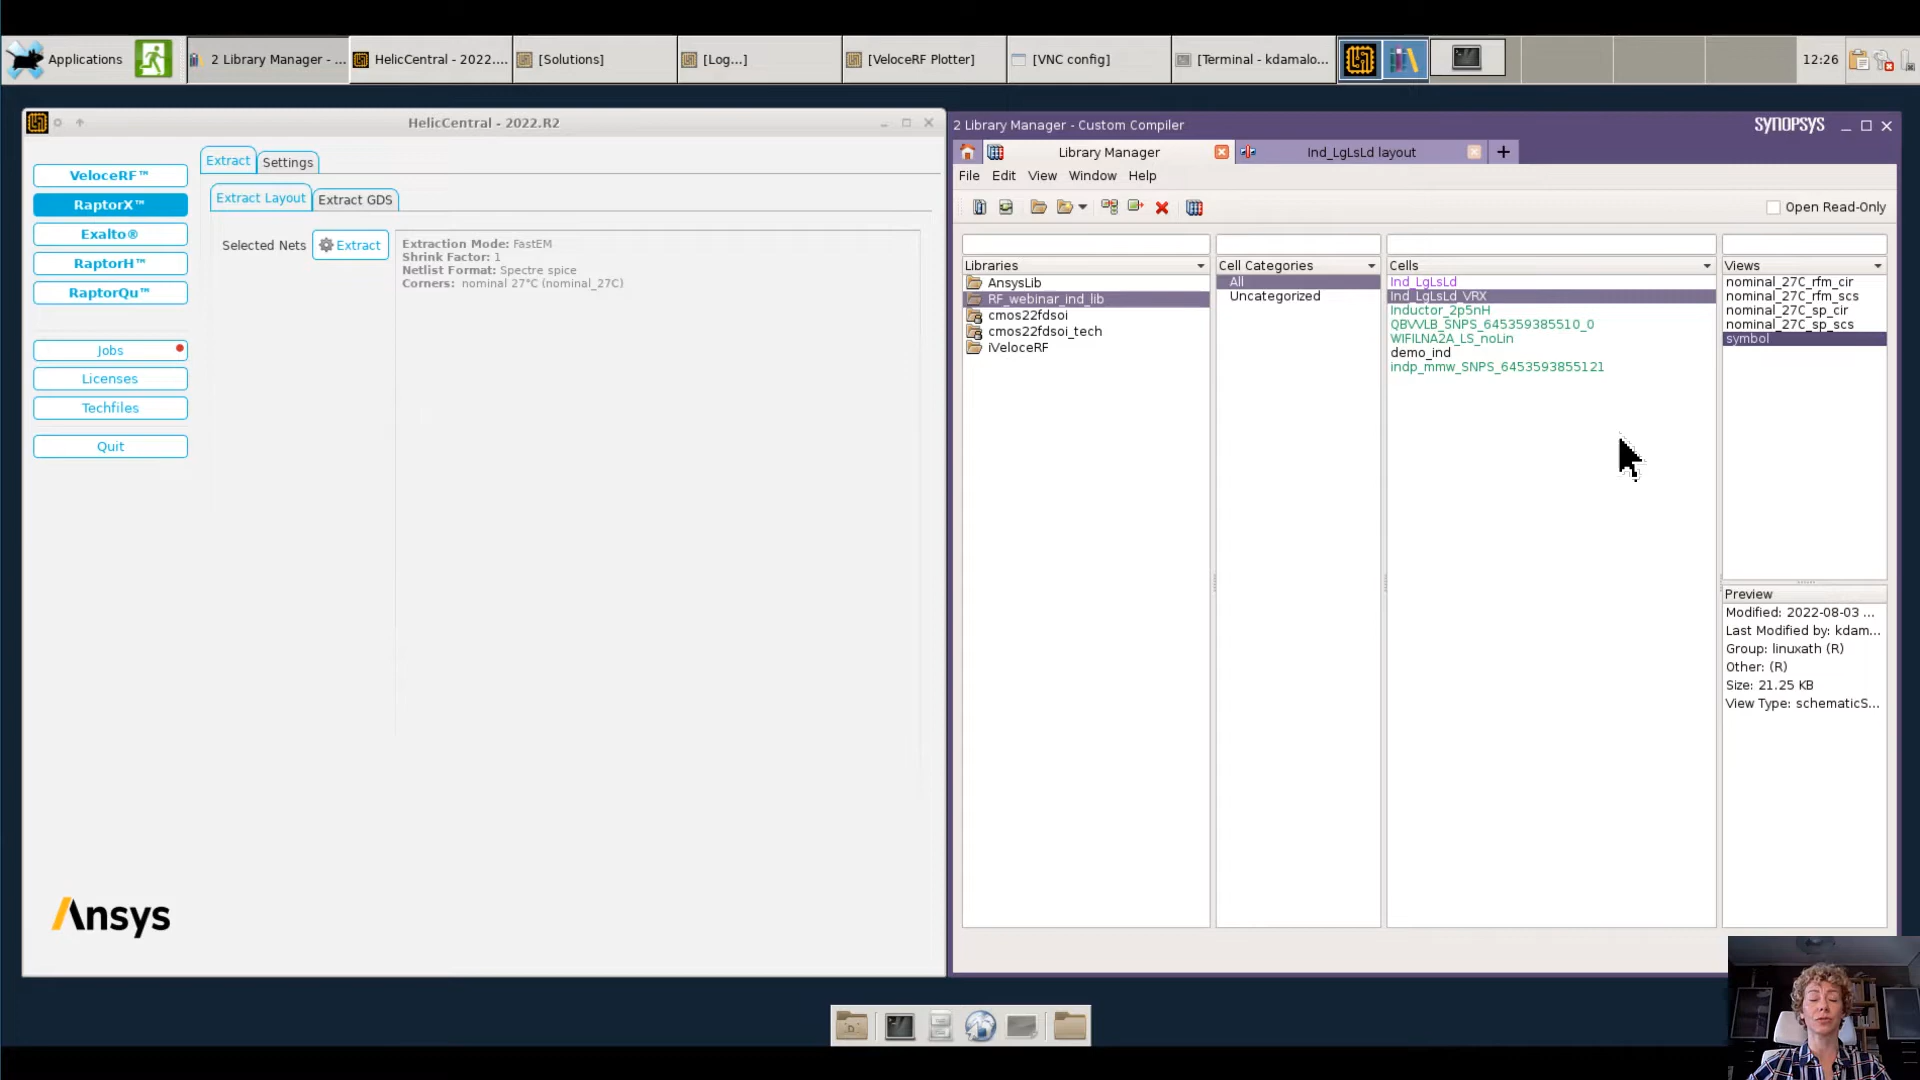 Applications
2 Library Manager - ...
HelicCentral - 2022....
[Solutions]
[Log...]
[VeloceRF Plotter]
[VNC config]
[Terminal - kdamalo...
12:26
HelicCentral - 2022.R2
VeloceRF™
RaptorX™
Exalto®
RaptorH™
RaptorQu™
Jobs
Licenses
Techfiles
Quit
Extract
Settings
Extract Layout
Extract GDS
Selected Nets
Extract
Extraction Mode: FastEM
Shrink Factor: 1
Netlist Format: Spectre spice
Corners: nominal 27°C (nominal_27C)
Ansys
2 Library Manager - Custom Compiler
SYNOPSYS
Library Manager
Ind_LgLsLd layout
File Edit View Window Help
Open Read-Only
Libraries
AnsysLib
RF_webinar_ind_lib
cmos22fdsoi
cmos22fdsoi_tech
iVeloceRF
Cell Categories
All
Uncategorized
Cells
Ind_LgLsLd
Ind_LgLsLd_VRX
Inductor_2p5nH
QBVVLB_SNPS_645359385510_0
WIFILNA2A_LS_noLin
demo_ind
indp_mmw_SNPS_6453593855121
Views
nominal_27C_rfm_cir
nominal_27C_rfm_scs
nominal_27C_sp_cir
nominal_27C_sp_scs
symbol
Preview
Modified: 2022-08-03 ...
Last Modified by: kdam...
Group: linuxath (R)
Other: (R)
Size: 21.25 KB
View Type: schematicS...